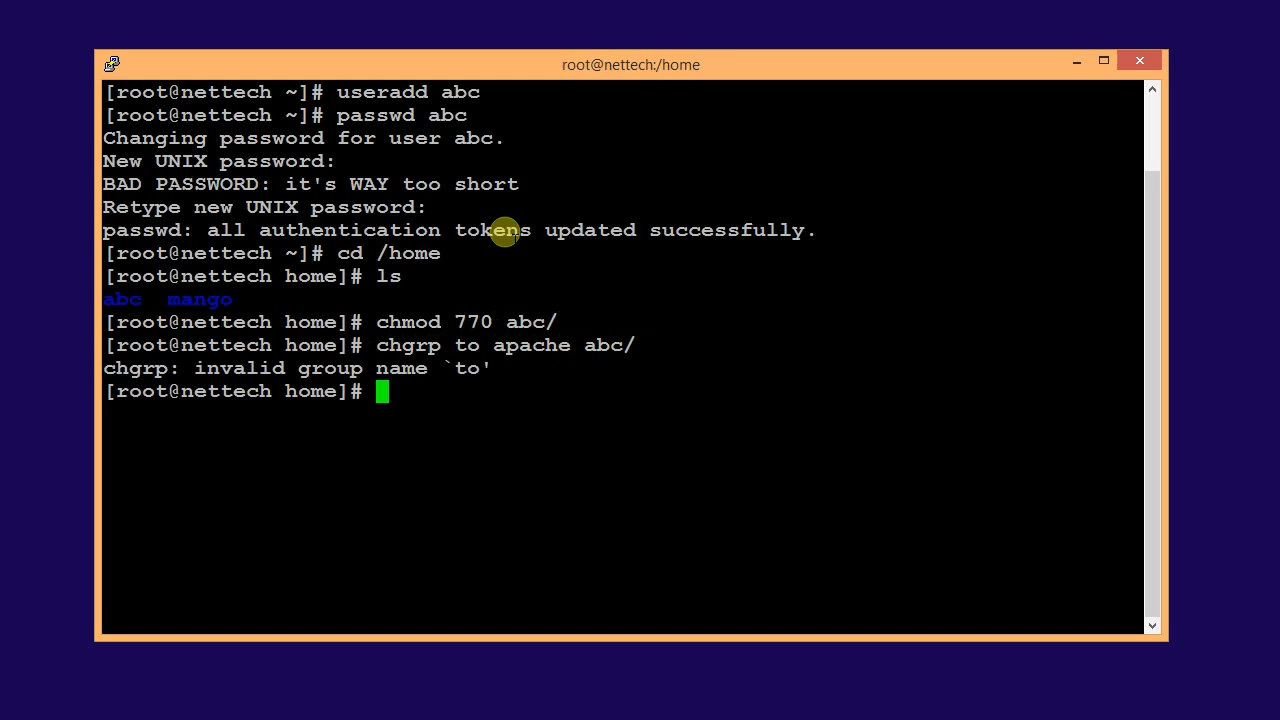 root@nettech:/home
[root@nettech ~]# useradd abc
[root@nettech ~]# passwd abc
Changing password for user abc.
New UNIX password:
BAD PASSWORD: it's WAY too short
Retype new UNIX password:
passwd: all authentication tokens updated successfully.
[root@nettech ~]# cd /home
[root@nettech home]# ls
abc  mango
[root@nettech home]# chmod 770 abc/
[root@nettech home]# chgrp to apache abc/
chgrp: invalid group name `to'
[root@nettech home]#